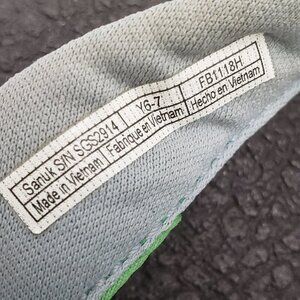 Sanuk S/N SGS2914 Y6-7 FB1118H
Made in Vietnam Fabriqué en Vietnam Hecho en Vietnam